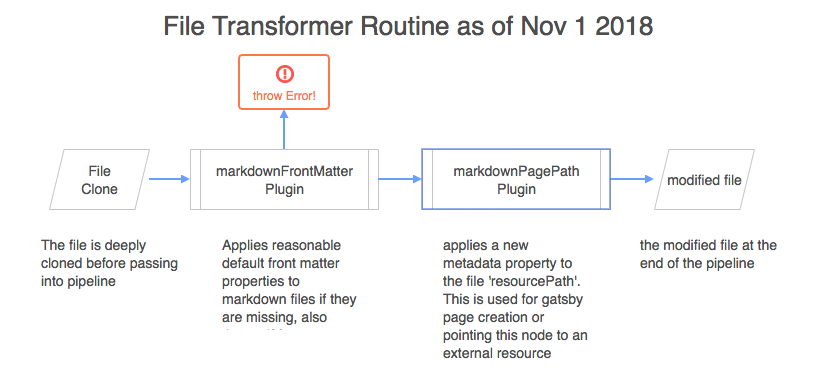 File Transformer Routine as of Nov 1 2018
throw Error!
File
Clone
markdownFrontMatter
Plugin
markdownPagePath
Plugin
modified file
The file is deeply
cloned before passing
into pipeline
Applies reasonable
default front matter
properties to
markdown files if they
are missing, also
applies a new
metadata property to
the file 'resourcePath'.
This is used for gatsby
page creation or
pointing this node to an
external resource
the modified file at the
end of the pipeline